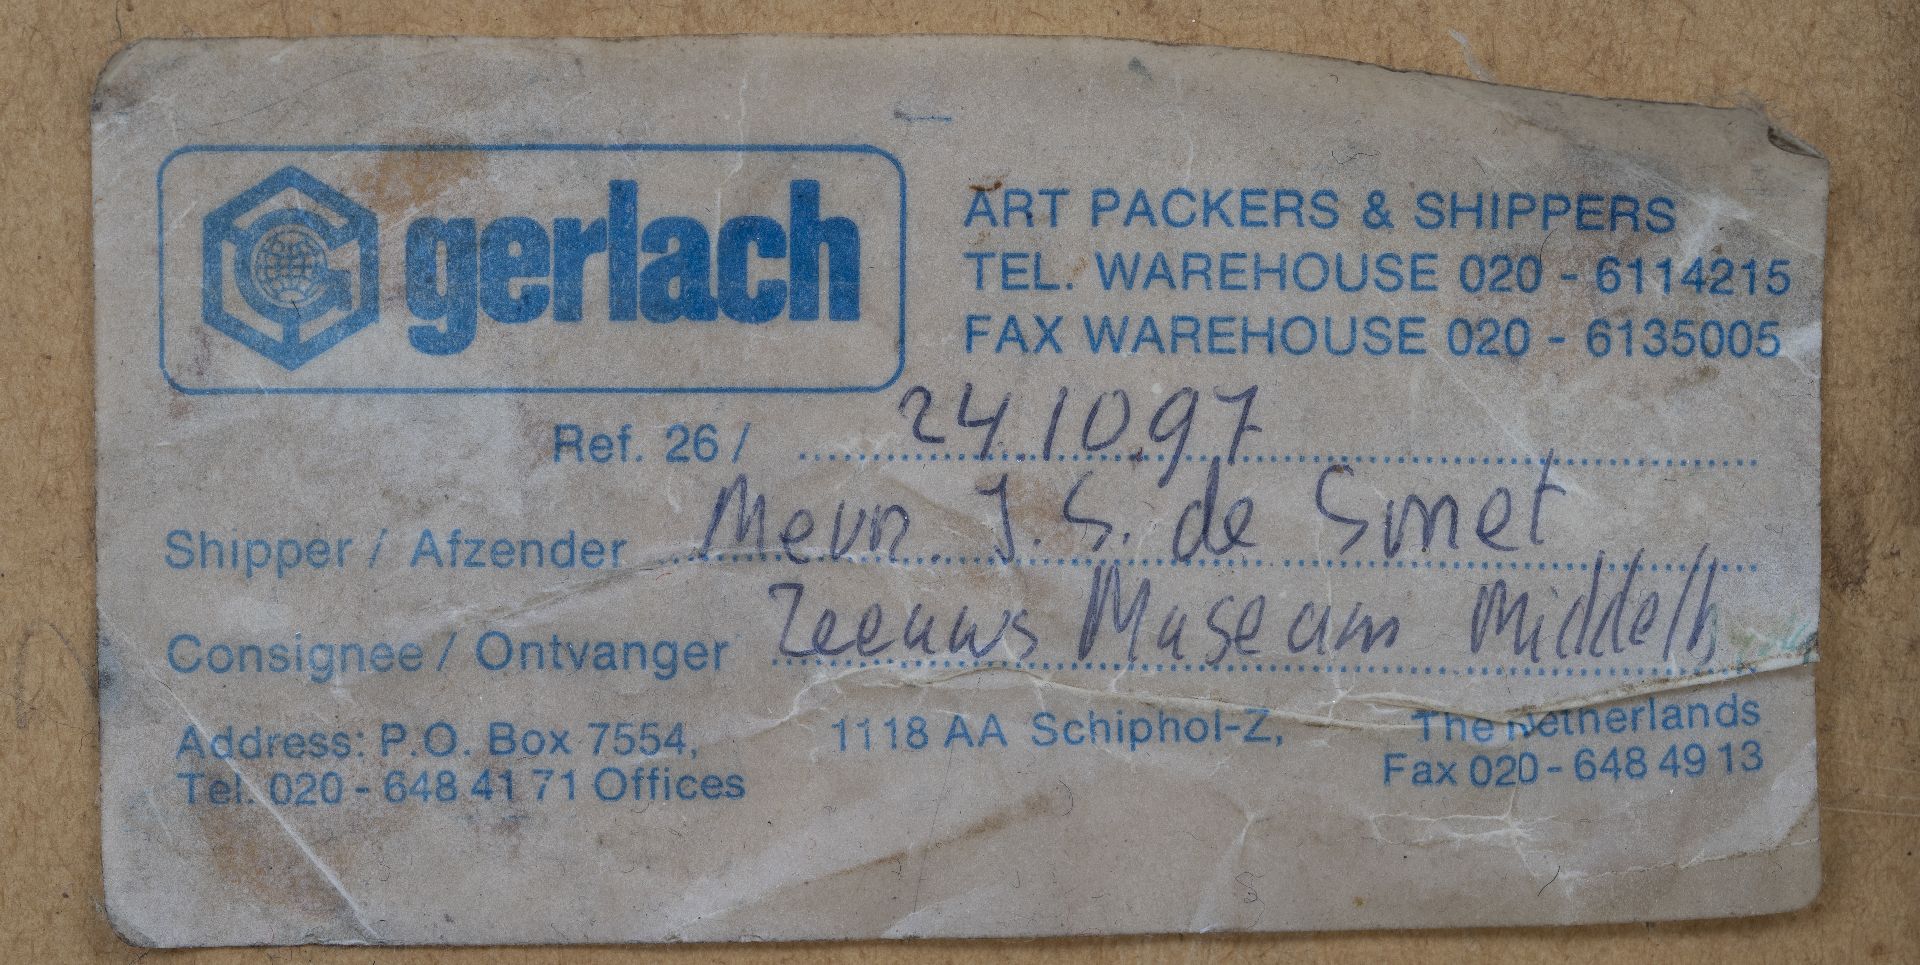 gerlach
ART PACKERS & SHIPPERS
TEL. WAREHOUSE 020 - 6114215
FAX WAREHOUSE 020 - 6135005
Ref. 26 / 24.10.97
Shipper / Afzender Mevr. J. S. de Smet
Consignee / Ontvanger Zeeuws Museum Middelb
Address: P.O. Box 7554, 1118 AA Schiphol-Z, The Netherlands
Tel. 020 - 648 41 71 Offices Fax 020 - 648 49 13